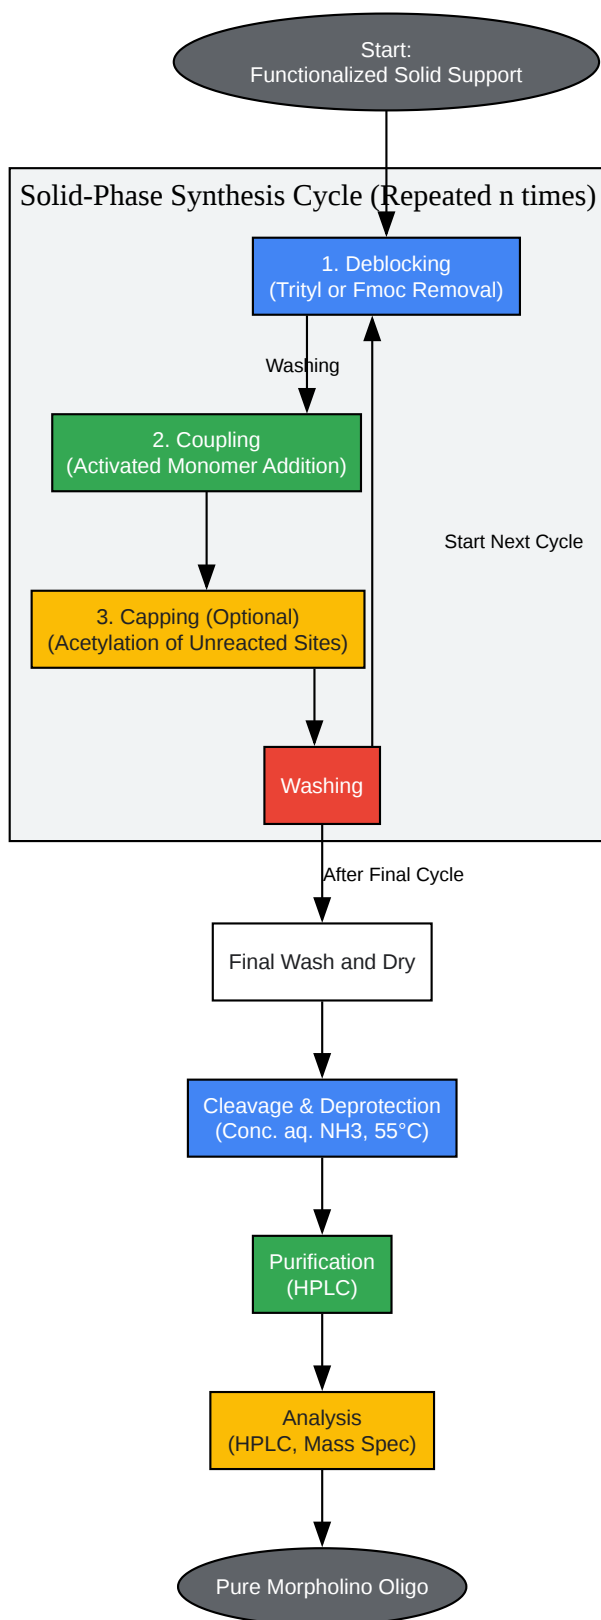 Start:
Functionalized Solid Support
Solid-Phase Synthesis Cycle (Repeated n times)
1. Deblocking
(Trityl or Fmoc Removal)
Washing
2. Coupling
(Activated Monomer Addition)
Start Next Cycle
3. Capping (Optional)
(Acetylation of Unreacted Sites)
Washing
After Final Cycle
Final Wash and Dry
Cleavage & Deprotection
(Conc. aq. NH3, 55°C)
Purification
(HPLC)
Analysis
(HPLC, Mass Spec)
Pure Morpholino Oligo